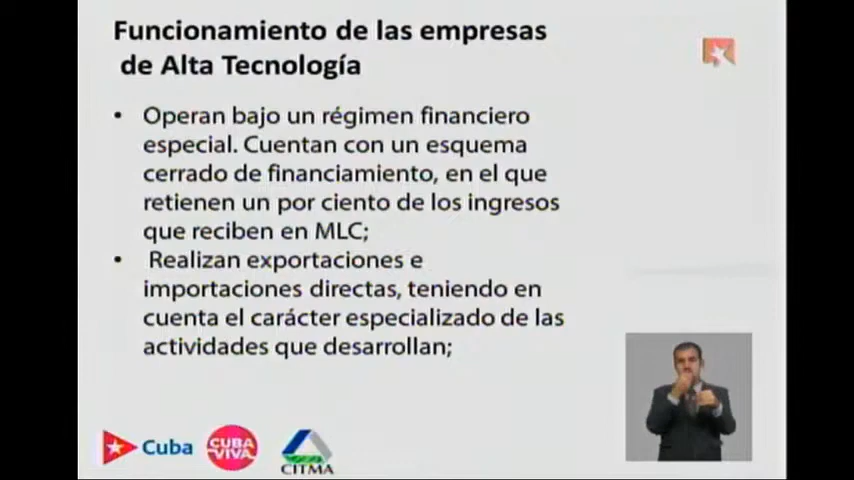 Funcionamiento de las empresas
de Alta Tecnología
• Operan bajo un régimen financiero
especial. Cuentan con un esquema
cerrado de financiamiento, en el que
retienen un por ciento de los ingresos
que reciben en MLC;
• Realizan exportaciones e
importaciones directas, teniendo en
cuenta el carácter especializado de las
actividades que desarrollan;
Cuba
CUBA
VIVA
CITMA